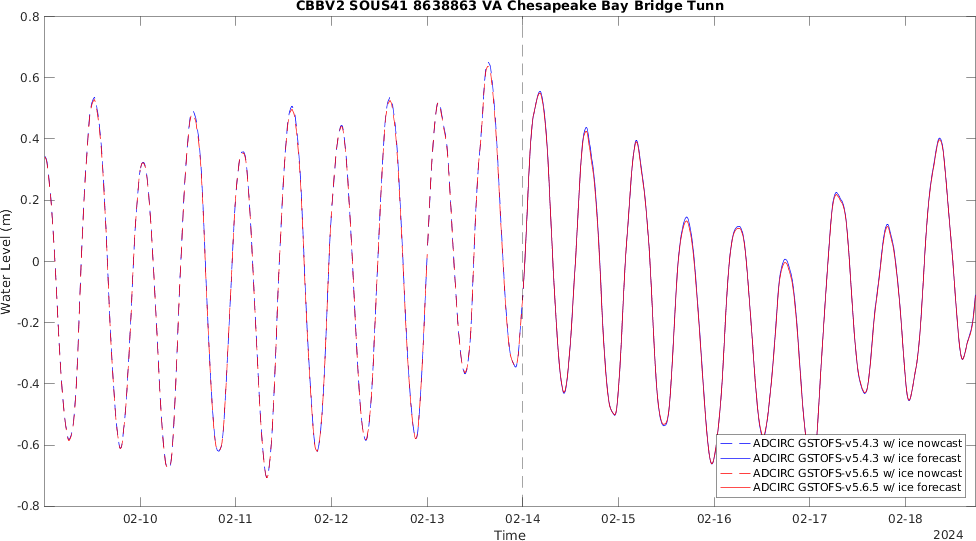 CBBV2 SOUS41 8638863 VA Chesapeake Bay Bridge Tunn
0.8
0.6
0.4
0.2
0
-0.2
-0.4
-0.6
-0.8
Water Level (m)
ADCIRC GSTOFS-v5.4.3 w/ ice nowcast
ADCIRC GSTOFS-v5.4.3 w/ ice forecast
ADCIRC GSTOFS-v5.6.5 w/ ice nowcast
ADCIRC GSTOFS-v5.6.5 w/ ice forecast
02-10 02-11 02-12 02-13 02-14 02-15 02-16 02-17 02-18
Time
2024